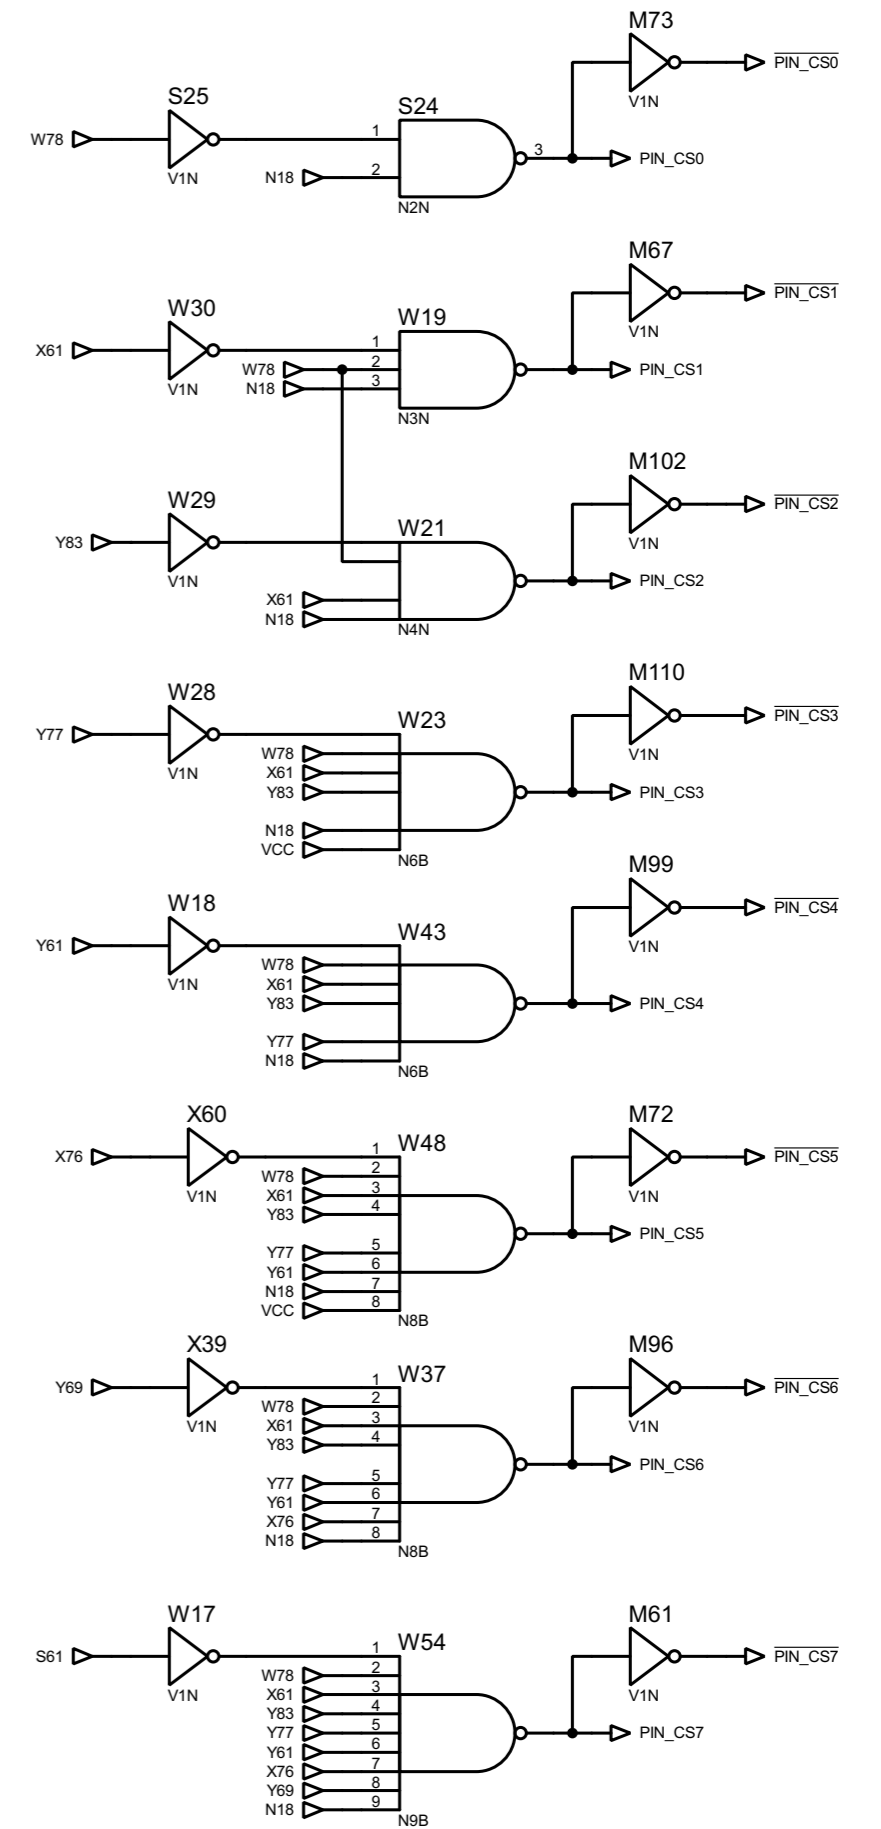 M73
PIN_CS0
V1N
S25
S24
W78
1
3
PIN_CS0
V1N
N18
2
N2N
M67
PIN_CS1
V1N
W30
W19
X61
1
W78
2
PIN_CS1
V1N
N18
3
N3N
M102
PIN_CS2
V1N
W29
W21
Y83
V1N
PIN_CS2
X61
N18
N4N
M110
PIN_CS3
V1N
W28
W23
Y77
W78
V1N
X61
Y83
PIN_CS3
N18
VCC
N6B
M99
PIN_CS4
V1N
W18
W43
Y61
W78
V1N
X61
Y83
PIN_CS4
Y77
N18
N6B
X60
M72
X76
1
W48
PIN_CS5
W78
2
V1N
X61
3
V1N
Y83
4
PIN_CS5
Y77
5
Y61
6
N18
7
VCC
8
N8B
X39
M96
Y69
1
W37
PIN_CS6
W78
2
V1N
X61
3
V1N
Y83
4
PIN_CS6
Y77
5
Y61
6
X76
7
N18
8
N8B
W17
M61
S61
1
W54
PIN_CS7
W78
2
V1N
X61
3
V1N
Y83
4
Y77
5
PIN_CS7
Y61
6
X76
7
Y69
8
N18
9
N9B